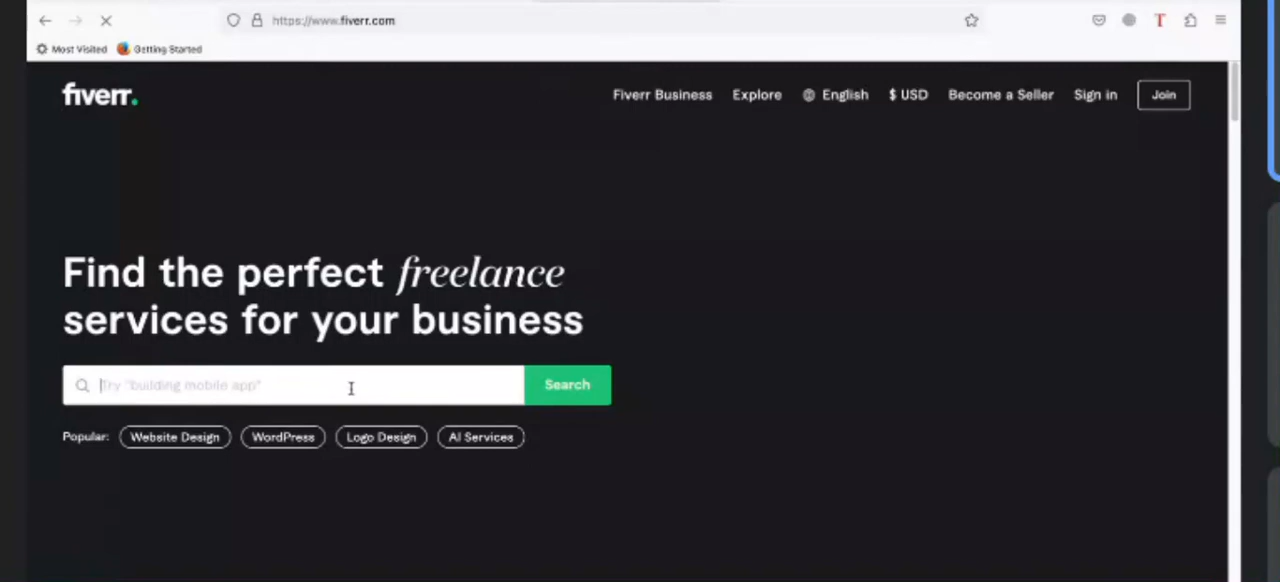 https://www.fiverr.com
Most Visited Getting Started
fiverr.
Fiverr Business Explore English $ USD Become a Seller Sign in Join
Find the perfect freelance
services for your business
Try "building mobile app" Search
Popular: Website Design WordPress Logo Design AI Services